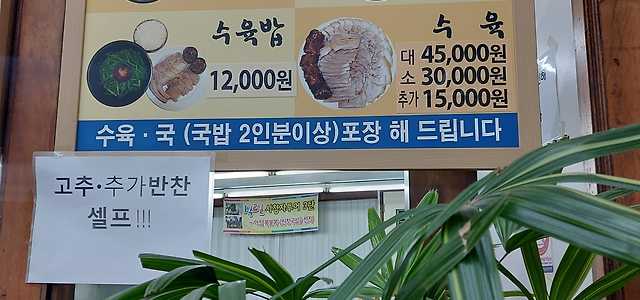 수육밥
12,000원
수 육
대 45,000원
소 30,000원
추가 15,000원
수육 · 국 (국밥 2인분이상)포장 해 드립니다
고추·추가반찬
셀프!!!